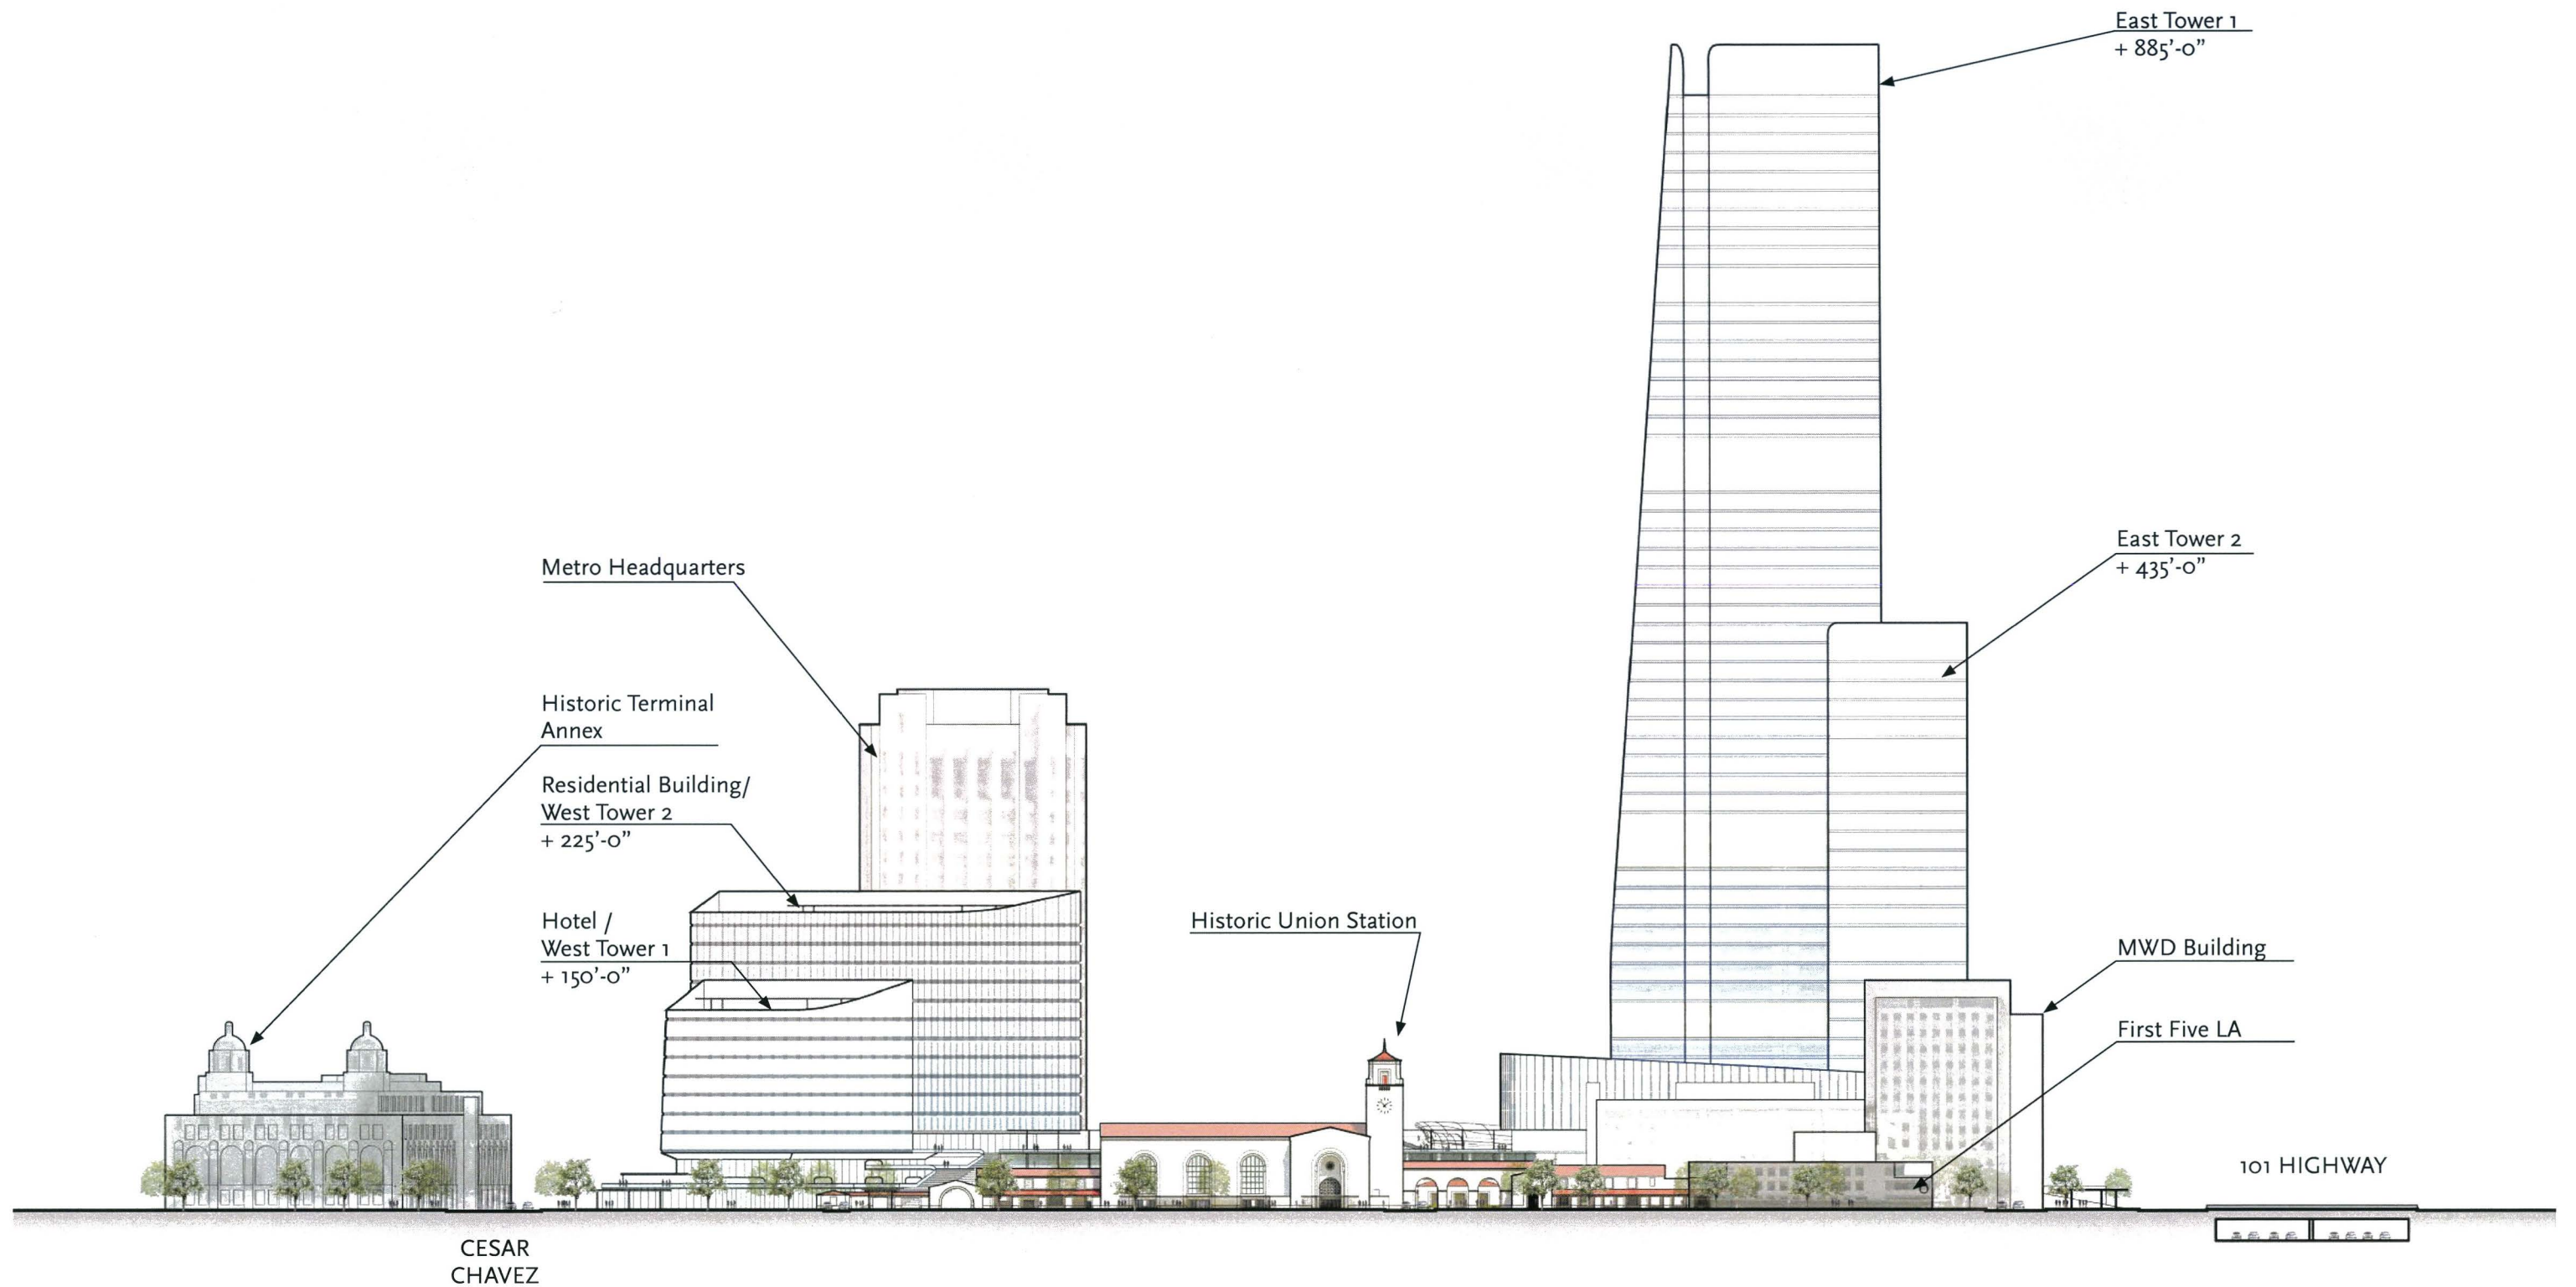 East Tower 1
+ 885’-0”
East Tower 2
+ 435’-0”
Metro Headquarters
Historic Terminal
Annex
Residential Building/
West Tower 2
+ 225’-0”
Hotel /
West Tower 1
+ 150’-0”
Historic Union Station
MWD Building
First Five LA
101 HIGHWAY
CESAR
CHAVEZ